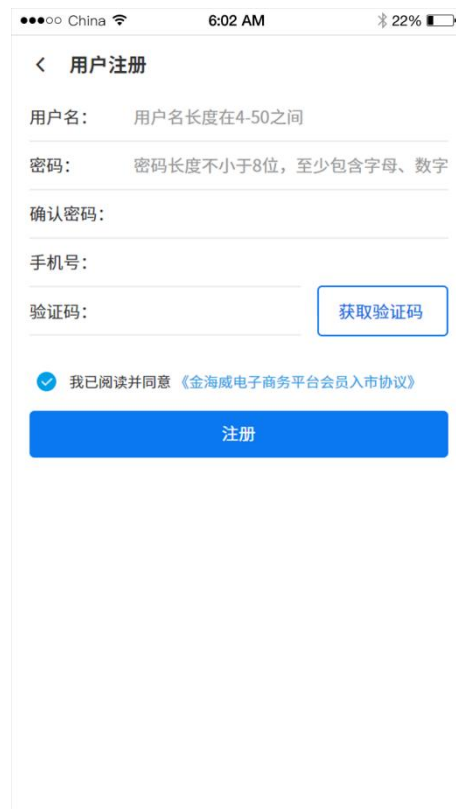 China 6:02 AM 22%
用户注册
用户名： 用户名长度在4-50之间
密码： 密码长度不小于8位，至少包含字母、数字
确认密码：
手机号：
验证码： 获取验证码
我已阅读并同意《金海威电子商务平台会员入市协议》
注册